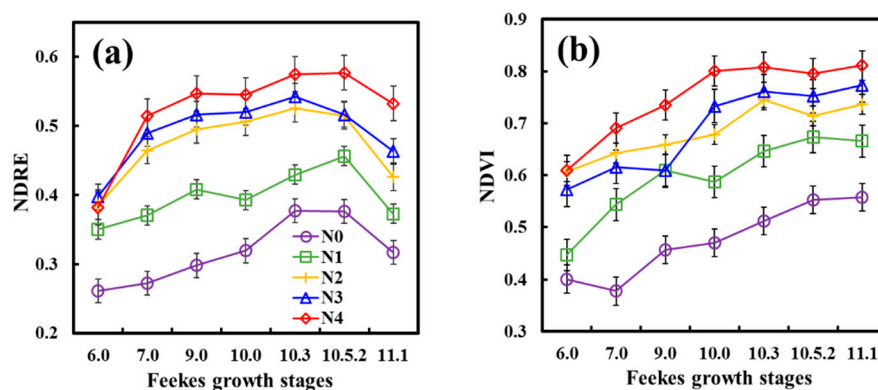 (a)
0.6
0.5
0.4
0.3
0.2
NDRE
N0
N1
N2
N3
N4
6.0 7.0 9.0 10.0 10.3 10.5.2 11.1
Feekes growth stages
(b)
0.9
0.8
0.7
0.6
0.5
0.4
0.3
NDVI
6.0 7.0 9.0 10.0 10.3 10.5.2 11.1
Feekes growth stages